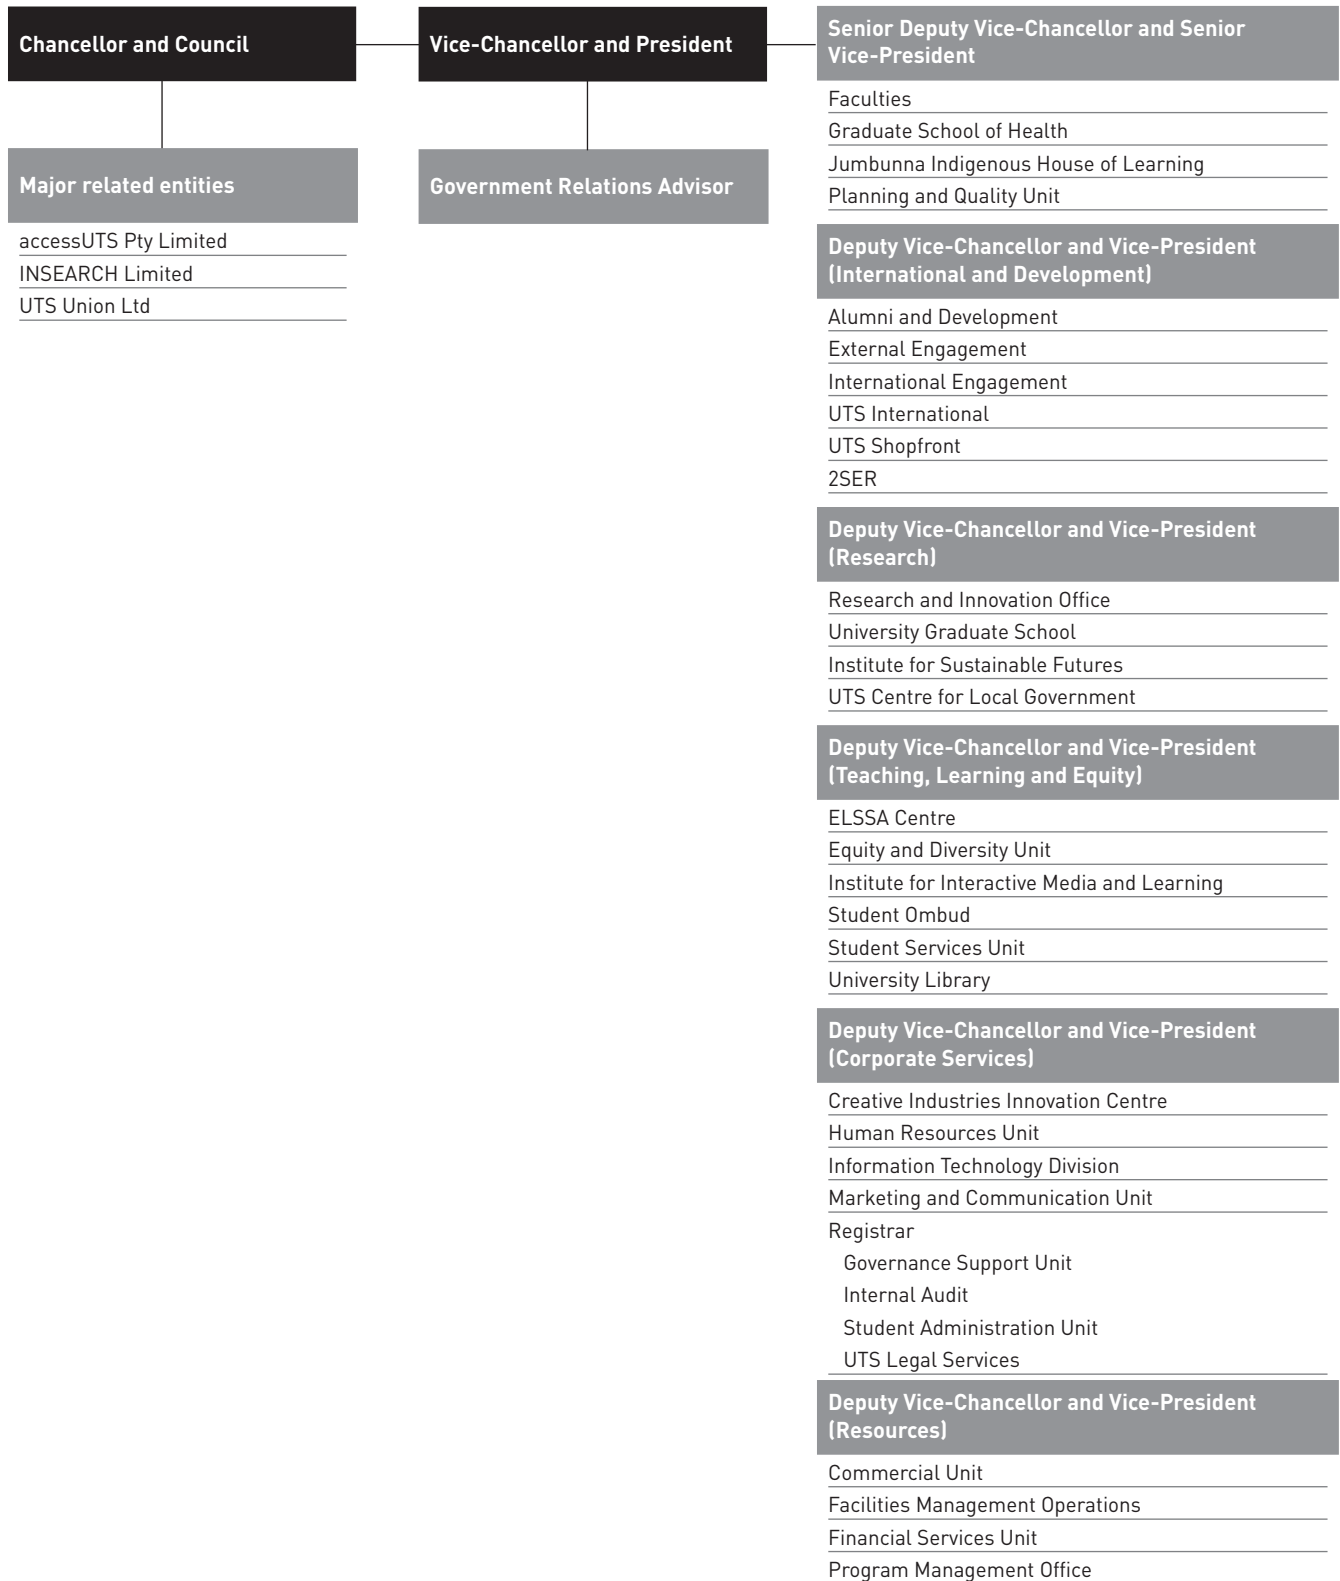 Chancellor and Council
Major related entities
accessUTS Pty Limited
INSEARCH Limited
UTS Union Ltd
Vice-Chancellor and President
Government Relations Advisor
Senior Deputy Vice-Chancellor and Senior
Vice-President
Faculties
Graduate School of Health
Jumbunna Indigenous House of Learning
Planning and Quality Unit
Deputy Vice-Chancellor and Vice-President
(International and Development)
Alumni and Development
External Engagement
International Engagement
UTS International
UTS Shopfront
2SER
Deputy Vice-Chancellor and Vice-President
(Research)
Research and Innovation Office
University Graduate School
Institute for Sustainable Futures
UTS Centre for Local Government
Deputy Vice-Chancellor and Vice-President
(Teaching, Learning and Equity)
ELSSA Centre
Equity and Diversity Unit
Institute for Interactive Media and Learning
Student Ombud
Student Services Unit
University Library
Deputy Vice-Chancellor and Vice-President
(Corporate Services)
Creative Industries Innovation Centre
Human Resources Unit
Information Technology Division
Marketing and Communication Unit
Registrar
Governance Support Unit
Internal Audit
Student Administration Unit
UTS Legal Services
Deputy Vice-Chancellor and Vice-President
(Resources)
Commercial Unit
Facilities Management Operations
Financial Services Unit
Program Management Office